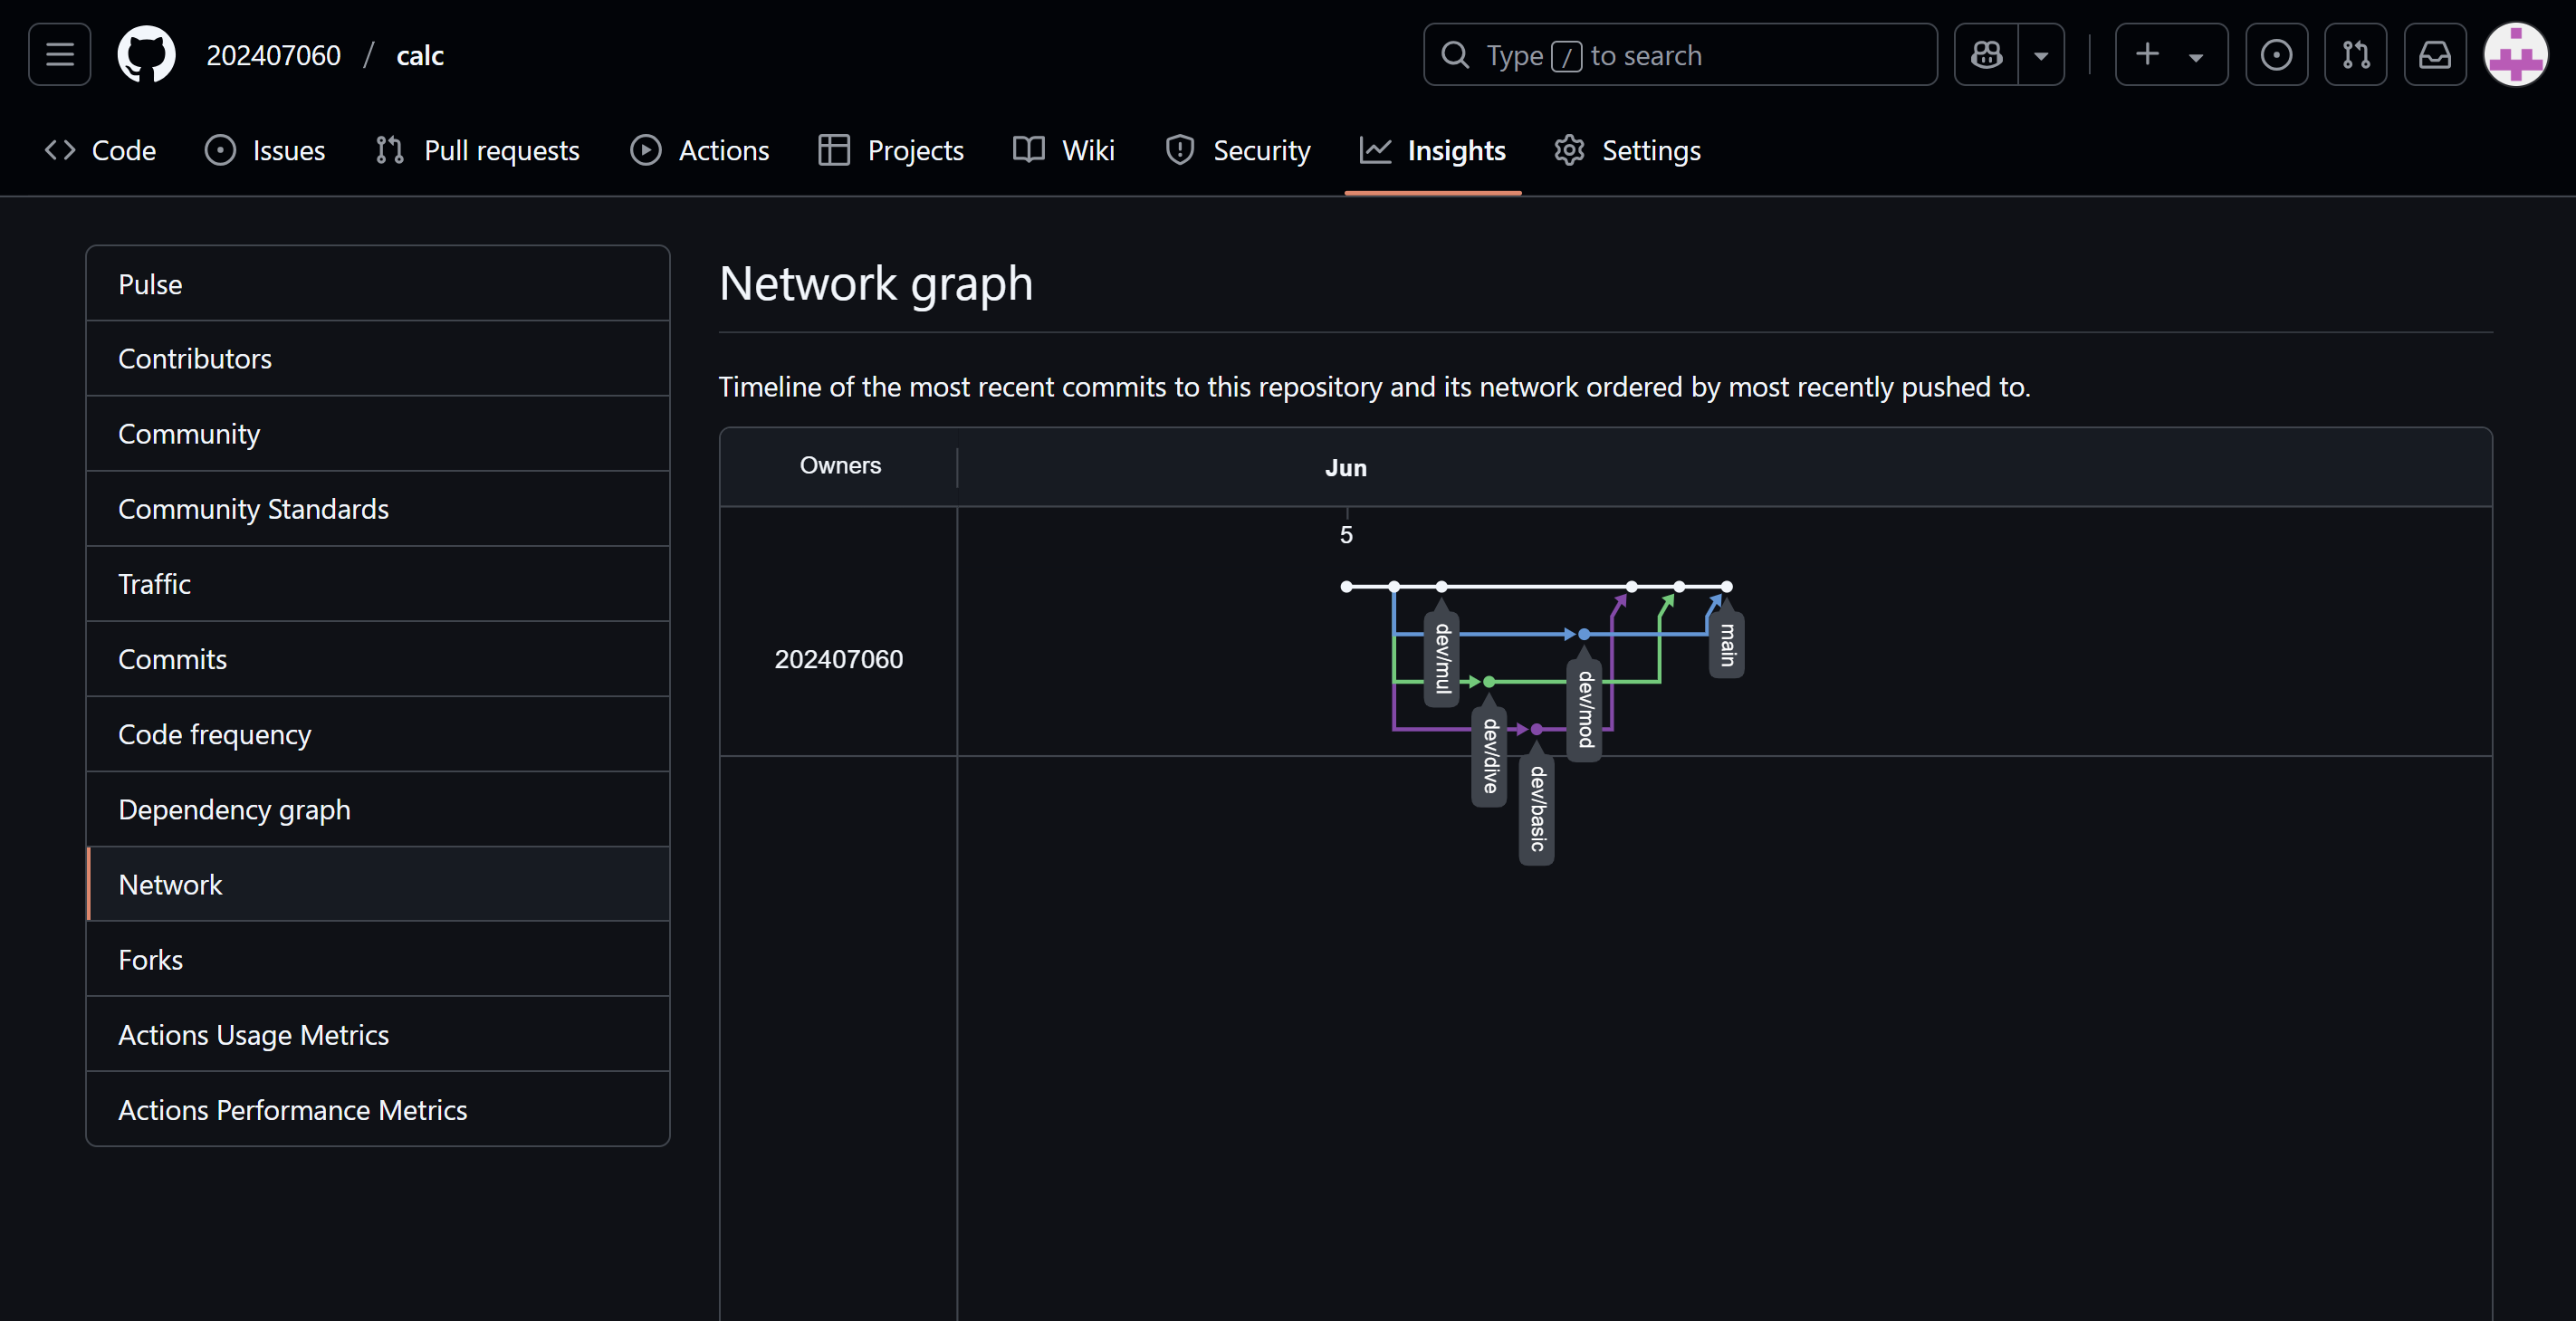 202407060 / calc
Type / to search
Code Issues Pull requests Actions Projects Wiki Security Insights Settings
Pulse
Contributors
Community
Community Standards
Traffic
Commits
Code frequency
Dependency graph
Network
Forks
Actions Usage Metrics
Actions Performance Metrics
Network graph
Timeline of the most recent commits to this repository and its network ordered by most recently pushed to.
Owners
Jun
5
202407060
dev/mul
main
dev/mod
dev/dive
dev/basic